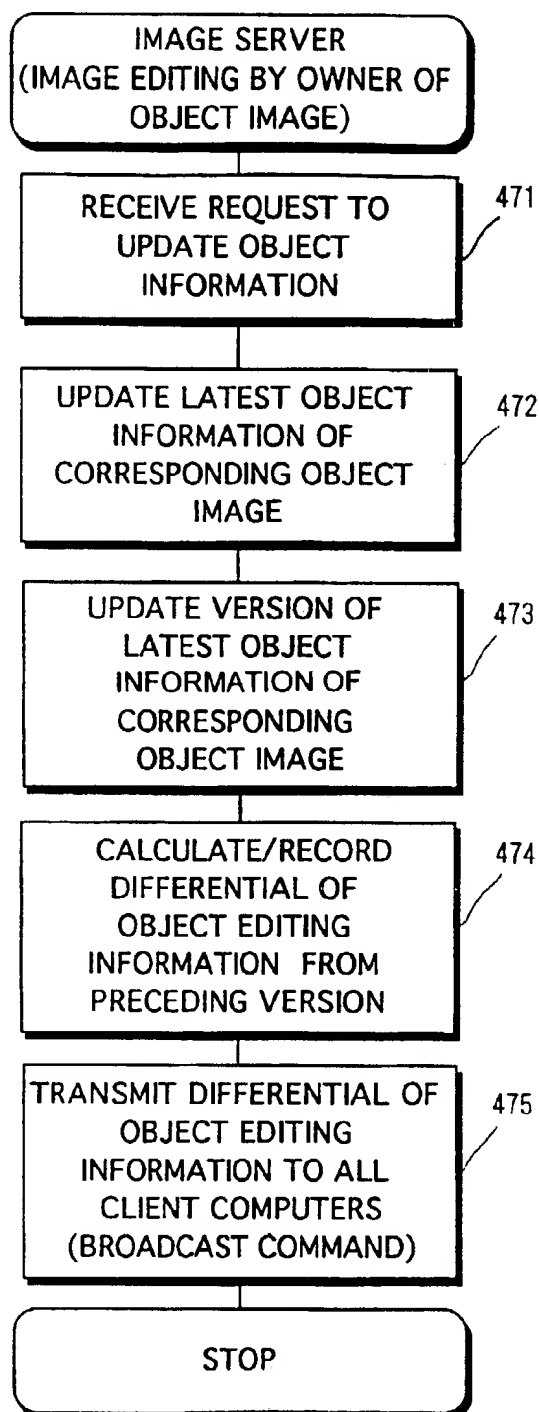 IMAGE SERVER
(IMAGE EDITING BY OWNER OF
OBJECT IMAGE)
RECEIVE REQUEST TO
UPDATE OBJECT
INFORMATION
471
UPDATE LATEST OBJECT
INFORMATION OF
CORRESPONDING OBJECT
IMAGE
472
UPDATE VERSION OF
LATEST OBJECT
INFORMATION OF
CORRESPONDING
OBJECT IMAGE
473
CALCULATE/RECORD
DIFFERENTIAL OF
OBJECT EDITING
INFORMATION FROM
PRECEDING VERSION
474
TRANSMIT DIFFERENTIAL OF
OBJECT EDITING
INFORMATION TO ALL
CLIENT COMPUTERS
(BROADCAST COMMAND)
475
STOP